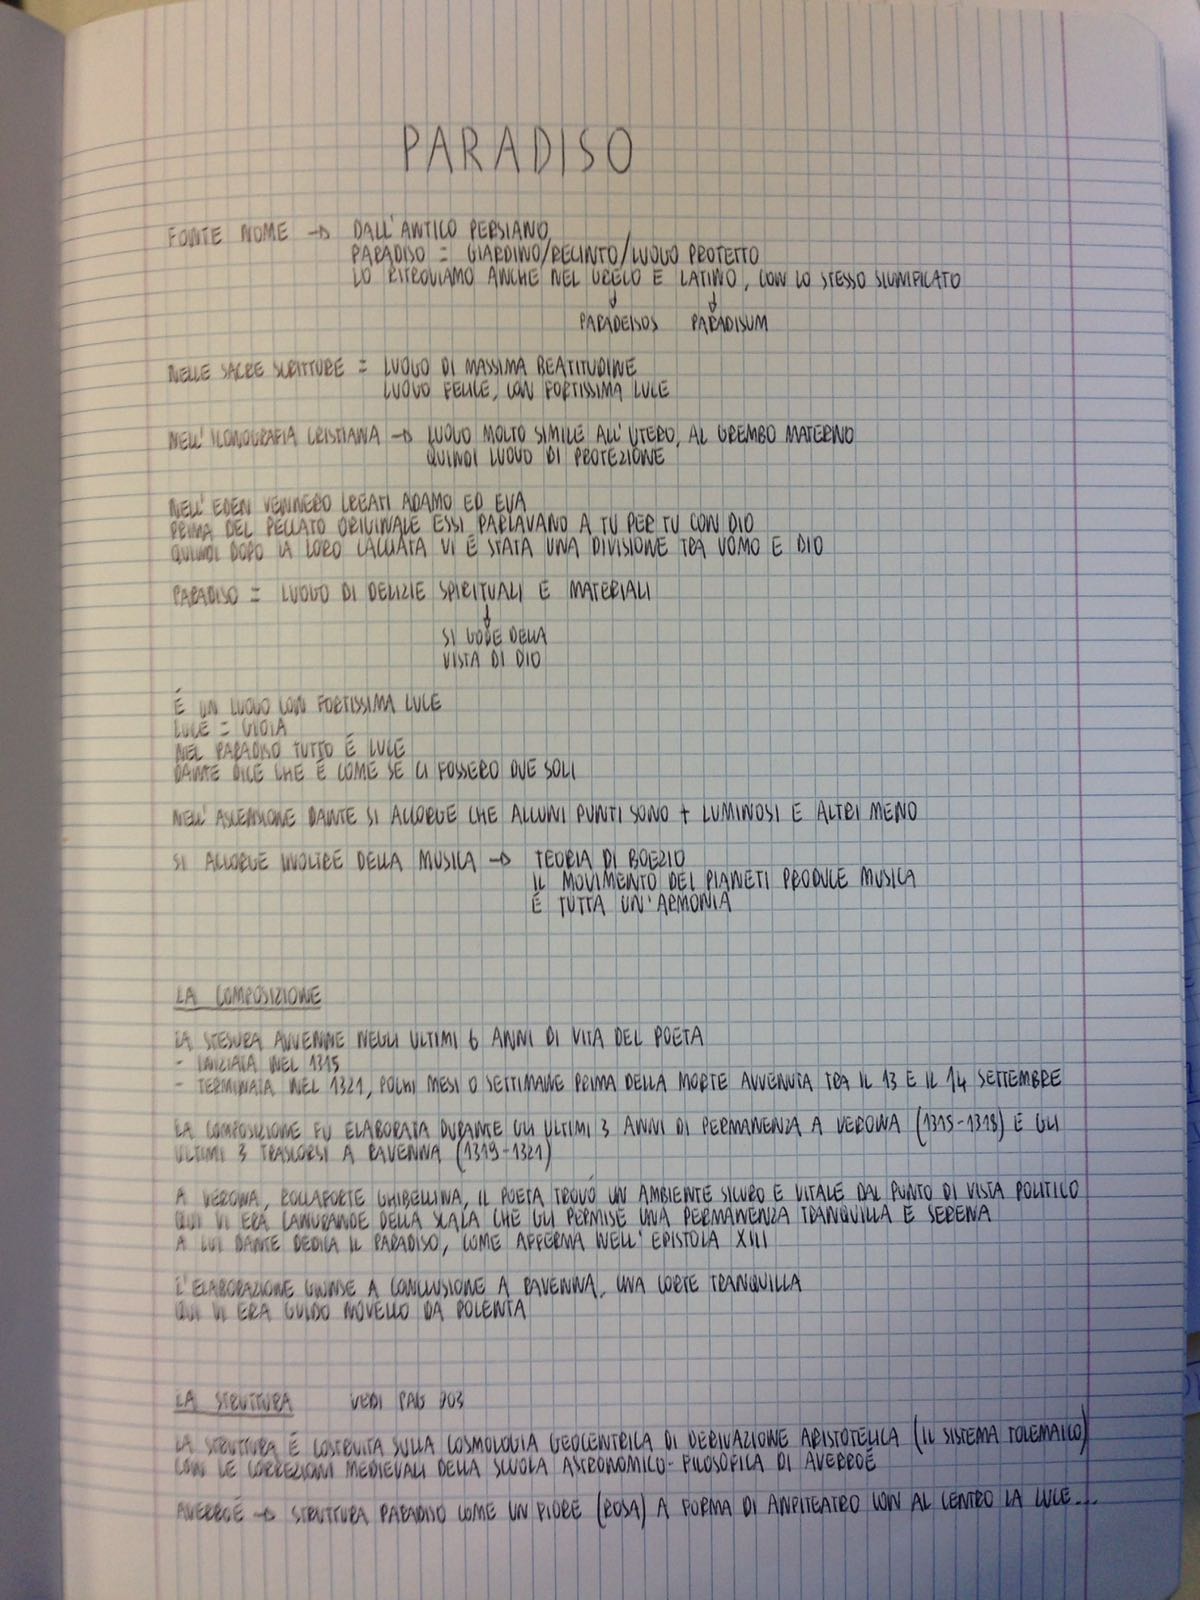 PARADISO
FONTE NOME → DALL'ANTICO PERSIANO
PARADISO = GIARDINO/RECINTO/LUOGO PROTETTO
LO RITROVIAMO ANCHE NEL GRECO E LATINO, CON LO STESSO SIGNIFICATO
↓ ↓
PARADEISOS PARADISUM
NELLE SACRE SCRITTURE = LUOGO DI MASSIMA BEATITUDINE
LUOGO FELICE, CON FORTISSIMA LUCE
NELL'ICONOGRAFIA CRISTIANA → LUOGO MOLTO SIMILE ALL'UTERO, AL GREMBO MATERNO
QUINDI LUOGO DI PROTEZIONE
NELL'EDEN VENNERO CREATI ADAMO ED EVA
PRIMA DEL PECCATO ORIGINALE ESSI PARLAVANO A TU PER TU CON DIO
QUINDI DOPO LA LORO CACCIATA VI È STATA UNA DIVISIONE TRA UOMO E DIO
PARADISO = LUOGO DI DELIZIE SPIRITUALI E MATERIALI
↓
SI GODE DELLA
VISTA DI DIO
É UN LUOGO CON FORTISSIMA LUCE
LUCE = GIOIA
NEL PARADISO TUTTO É LUCE
DANTE DICE CHE É COME SE CI FOSSERO DUE SOLI
NELL'ASCENSIONE DANTE SI ACCORGE CHE ALCUNI PUNTI SONO + LUMINOSI E ALTRI MENO
SI ACCORGE INOLTRE DELLA MUSICA → TEORIA DI BOEZIO
IL MOVIMENTO DEI PIANETI PRODUCE MUSICA
É TUTTA UN'ARMONIA
LA COMPOSIZIONE
LA STESURA AVVENNE NEGLI ULTIMI 6 ANNI DI VITA DEL POETA
- INIZIATA NEL 1315
- TERMINATA NEL 1321, POCHI MESI O SETTIMANE PRIMA DELLA MORTE AVVENUTA TRA IL 13 E IL 14 SETTEMBRE
LA COMPOSIZIONE FU ELABORATA DURANTE GLI ULTIMI 3 ANNI DI PERMANENZA A VERONA (1315-1318) E GLI
ULTIMI 3 TRASCORSI A RAVENNA (1319-1321)
A VERONA, ROCCAFORTE GHIBELLINA, IL POETA TROVÓ UN AMBIENTE SICURO E VITALE DAL PUNTO DI VISTA POLITICO
QUI VI ERA CANGRANDE DELLA SCALA CHE GLI PERMISE UNA PERMANENZA TRANQUILLA E SERENA
A LUI DANTE DEDICA IL PARADISO, COME AFFERMA NELL'EPISTOLA XIII
L'ELABORAZIONE GIUNSE A CONCLUSIONE A RAVENNA, UNA CORTE TRANQUILLA
QUI VI ERA GUIDO NOVELLO DA POLENTA
LA STRUTTURA VEDI PAG 903
LA STRUTTURA É COSTRUITA SULLA COSMOLOGIA GEOCENTRICA DI DERIVAZIONE ARISTOTELICA (IL SISTEMA TOLEMAICO)
CON LE CORREZIONI MEDIEVALI DELLA SCUOLA ASTRONOMICO-FILOSOFICA DI AVERROÉ
AVERROÉ → STRUTTURA PARADISO COME UN FIORE (ROSA) A FORMA DI ANFITEATRO CON AL CENTRO LA LUCE...